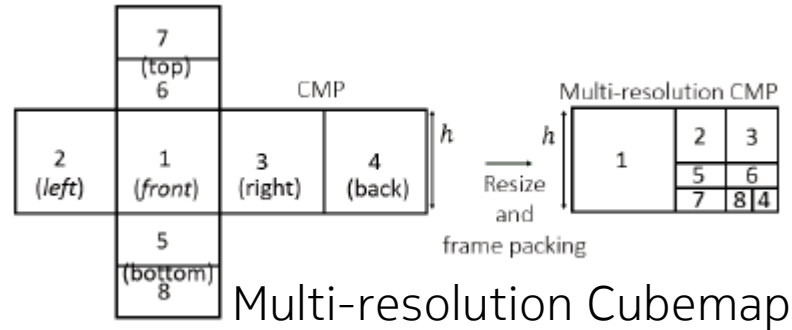 7
(top)
6
CMP
Multi-resolution CMP
2
(left)
1
(front)
3
(right)
4
(back)
h
Resize
and
frame packing
h
1
2 3
5 6
7 8 4
5
(bottom)
8
Multi-resolution Cubemap